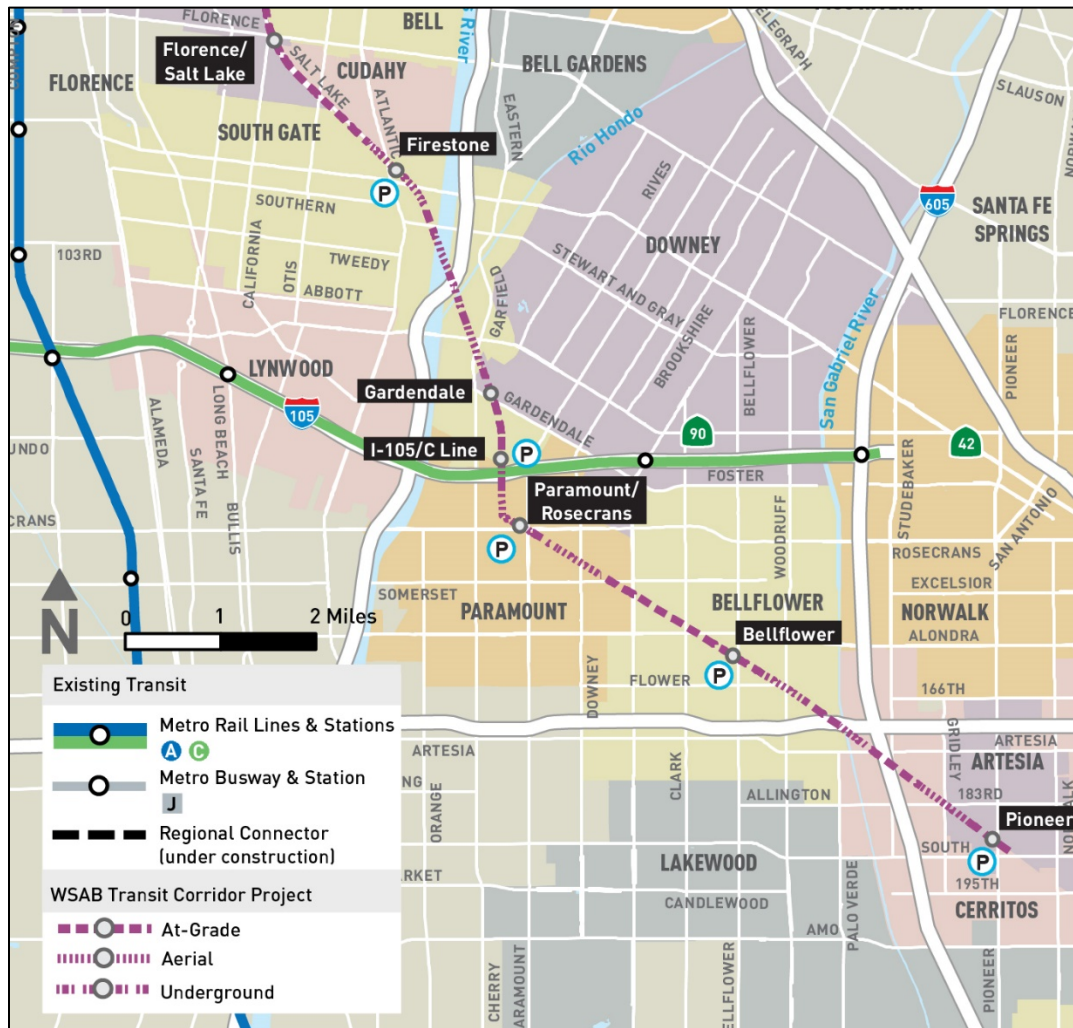 FLORENCE
BELL
TELEGRAPH
Florence/
Salt Lake
SALT LAKE
CUDAHY
River
BELL GARDENS
FLORENCE
ATLANTIC
EASTERN
SLAUSON
SOUTH GATE
Firestone
Rio Hondo
P
RIVES
605
SANTA FE
SPRINGS
SOUTHERN
DOWNEY
103RD
CALIFORNIA
OTIS
TWEEDY
ABBOTT
STEWART AND GRAY
GARFIELD
BROOKSHIRE
BELLFLOWER
San Gabriel River
FLORENCE
PIONEER
LYNWOOD
Gardendale
GARDENDALE
105
ALAMEDA
LONG BEACH
I-105/C Line
P
90
42
SANTA FE
BULLIS
FOSTER
STUDEBAKER
SAN ANTONIO
Paramount/
Rosecrans
P
WOODRUFF
ROSECRANS
EXCELSIOR
SOMERSET
PARAMOUNT
BELLFLOWER
NORWALK
ALONDRA
Bellflower
N
0 1 2 Miles
P
FLOWER
DOWNEY
166TH
Existing Transit
Metro Rail Lines & Stations
A C
Metro Busway & Station
J
Regional Connector
(under construction)
WSAB Transit Corridor Project
At-Grade
Aerial
Underground
ARTESIA
ORANGE
CLARK
ALLINGTON
GRIDLEY
ARTESIA
ARTESIA
183RD
Pioneer
SOUTH
P
195TH
LAKEWOOD
CANDLEWOOD
PALO VERDE
CERRITOS
CHERRY
PIONEER